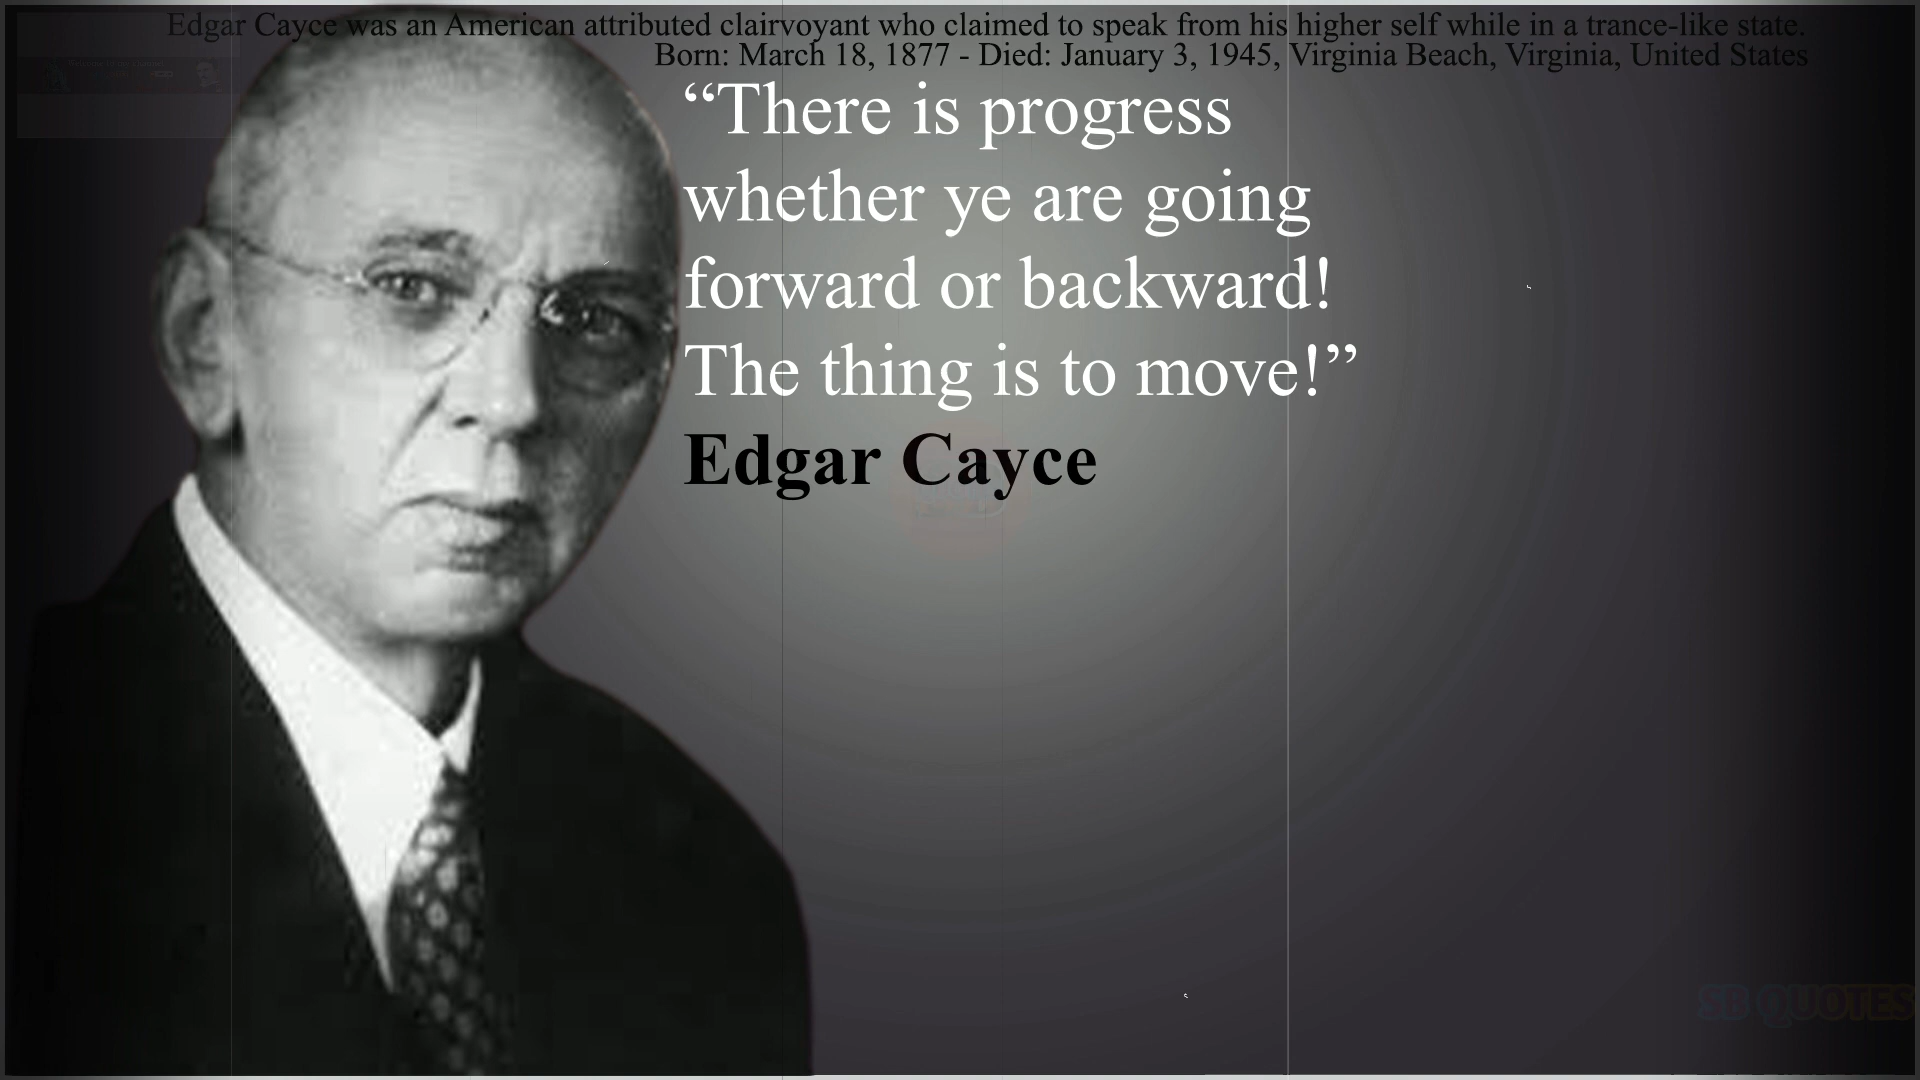 Edgar Cayce was an American attributed clairvoyant who claimed to speak from his higher self while in a trance-like state.
Born: March 18, 1877 - Died: January 3, 1945, Virginia Beach, Virginia, United States
“There is progress
whether ye are going
forward or backward!
The thing is to move!”
Edgar Cayce
SB QUOTES